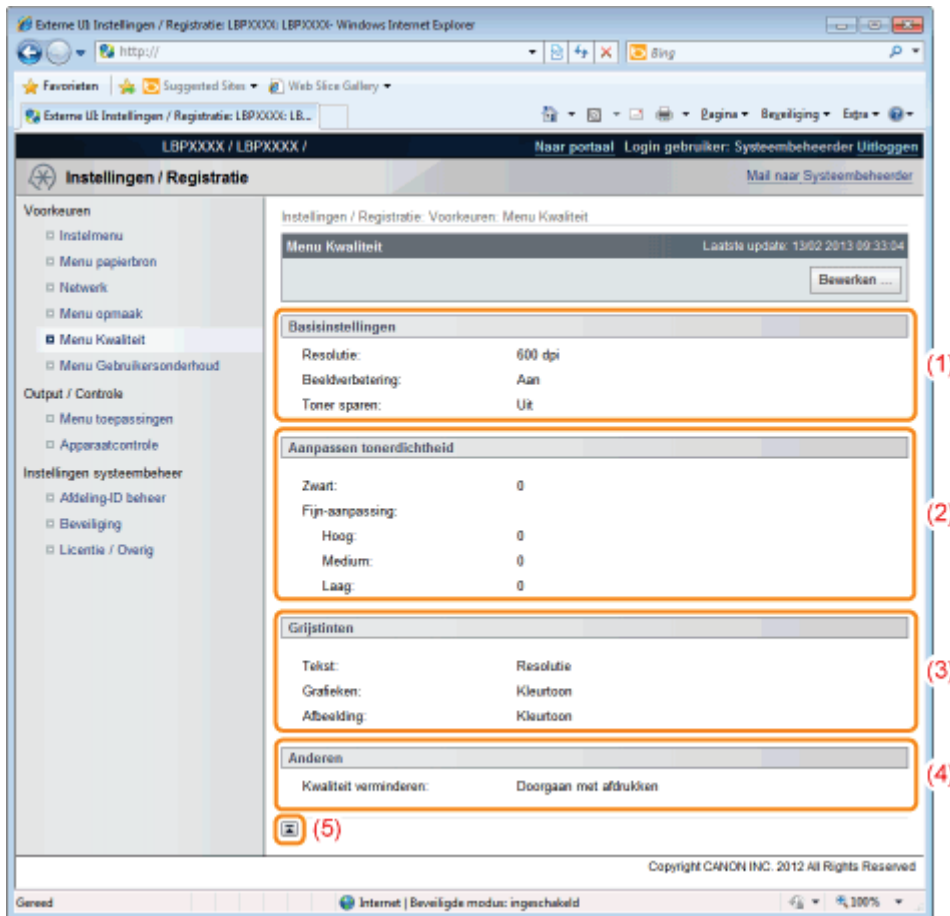 Externe UI: Instellingen / Registratie: LBPXXXX: LBPXXXX- Windows Internet Explorer
http://
Bing
Favorieten Suggested Sites Web Slice Gallery
Externe UI: Instellingen / Registratie: LBPXXXX: LB...
Pagina Beveiliging Extra
LBPXXXX / LBPXXXX /
Naar portaal Login gebruiker: Systeembeheerder Uitloggen
Instellingen / Registratie
Mail naar Systeembeheerder
Voorkeuren
Instelmenu
Menu papierbron
Netwerk
Menu opmaak
Menu Kwaliteit
Menu Gebruikersonderhoud
Output / Controle
Menu toepassingen
Apparaatcontrole
Instellingen systeembeheer
Afdeling-ID beheer
Beveiliging
Licentie / Overig
Instellingen / Registratie: Voorkeuren: Menu Kwaliteit
Menu Kwaliteit
Laatste update: 13/02 2013 09:33:04
Bewerken ...
Basisinstellingen
Resolutie: 600 dpi
Beeldverbetering: Aan
Toner sparen: Uit
(1)
Aanpassen tonerdichtheid
Zwart: 0
Fijn-aanpassing:
Hoog: 0
Medium: 0
Laag: 0
(2)
Grijstinten
Tekst: Resolutie
Grafieken: Kleurtoon
Afbeelding: Kleurtoon
(3)
Anderen
Kwaliteit verminderen: Doorgaan met afdrukken
(4)
(5)
Copyright CANON INC. 2012 All Rights Reserved
Gereed
Internet | Beveiligde modus: ingeschakeld
100%